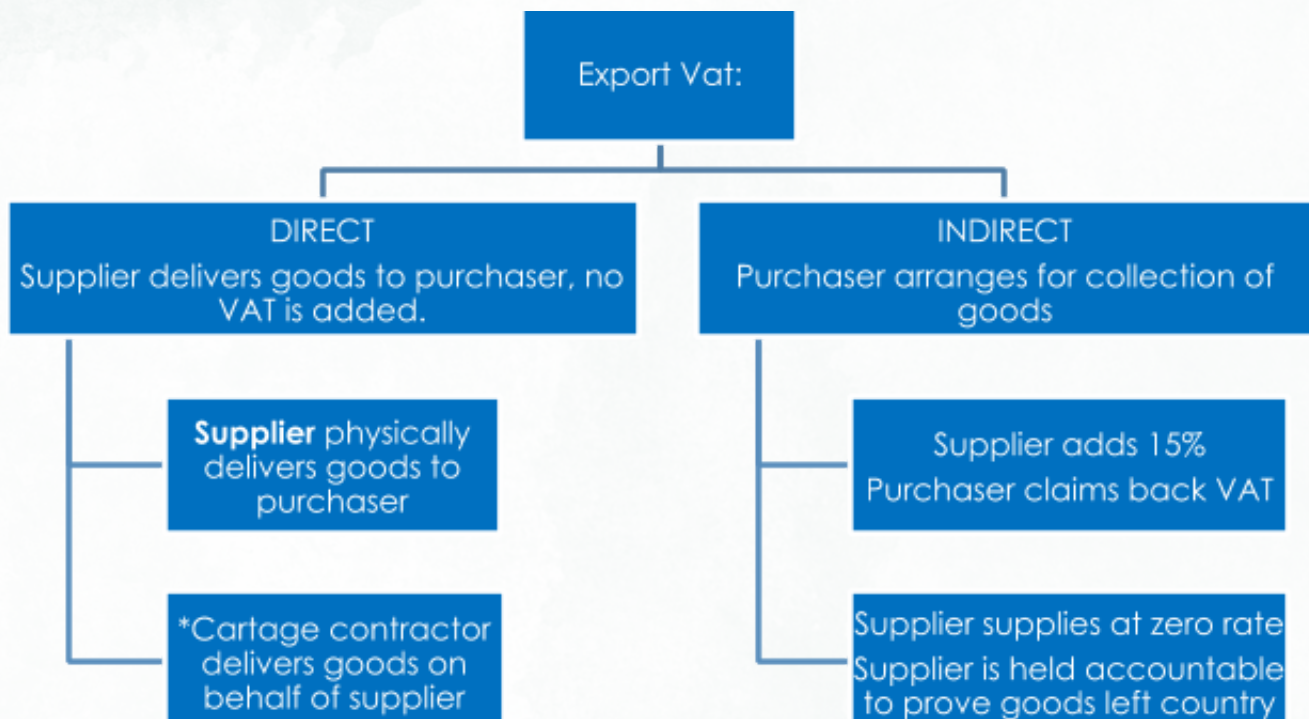 Export Vat:
DIRECT
Supplier delivers goods to purchaser, no
VAT is added.
INDIRECT
Purchaser arranges for collection of
goods
Supplier physically
delivers goods to
purchaser
Supplier adds 15%
Purchaser claims back VAT
*Cartage contractor
delivers goods on
behalf of supplier
Supplier supplies at zero rate
Supplier is held accountable
to prove goods left country